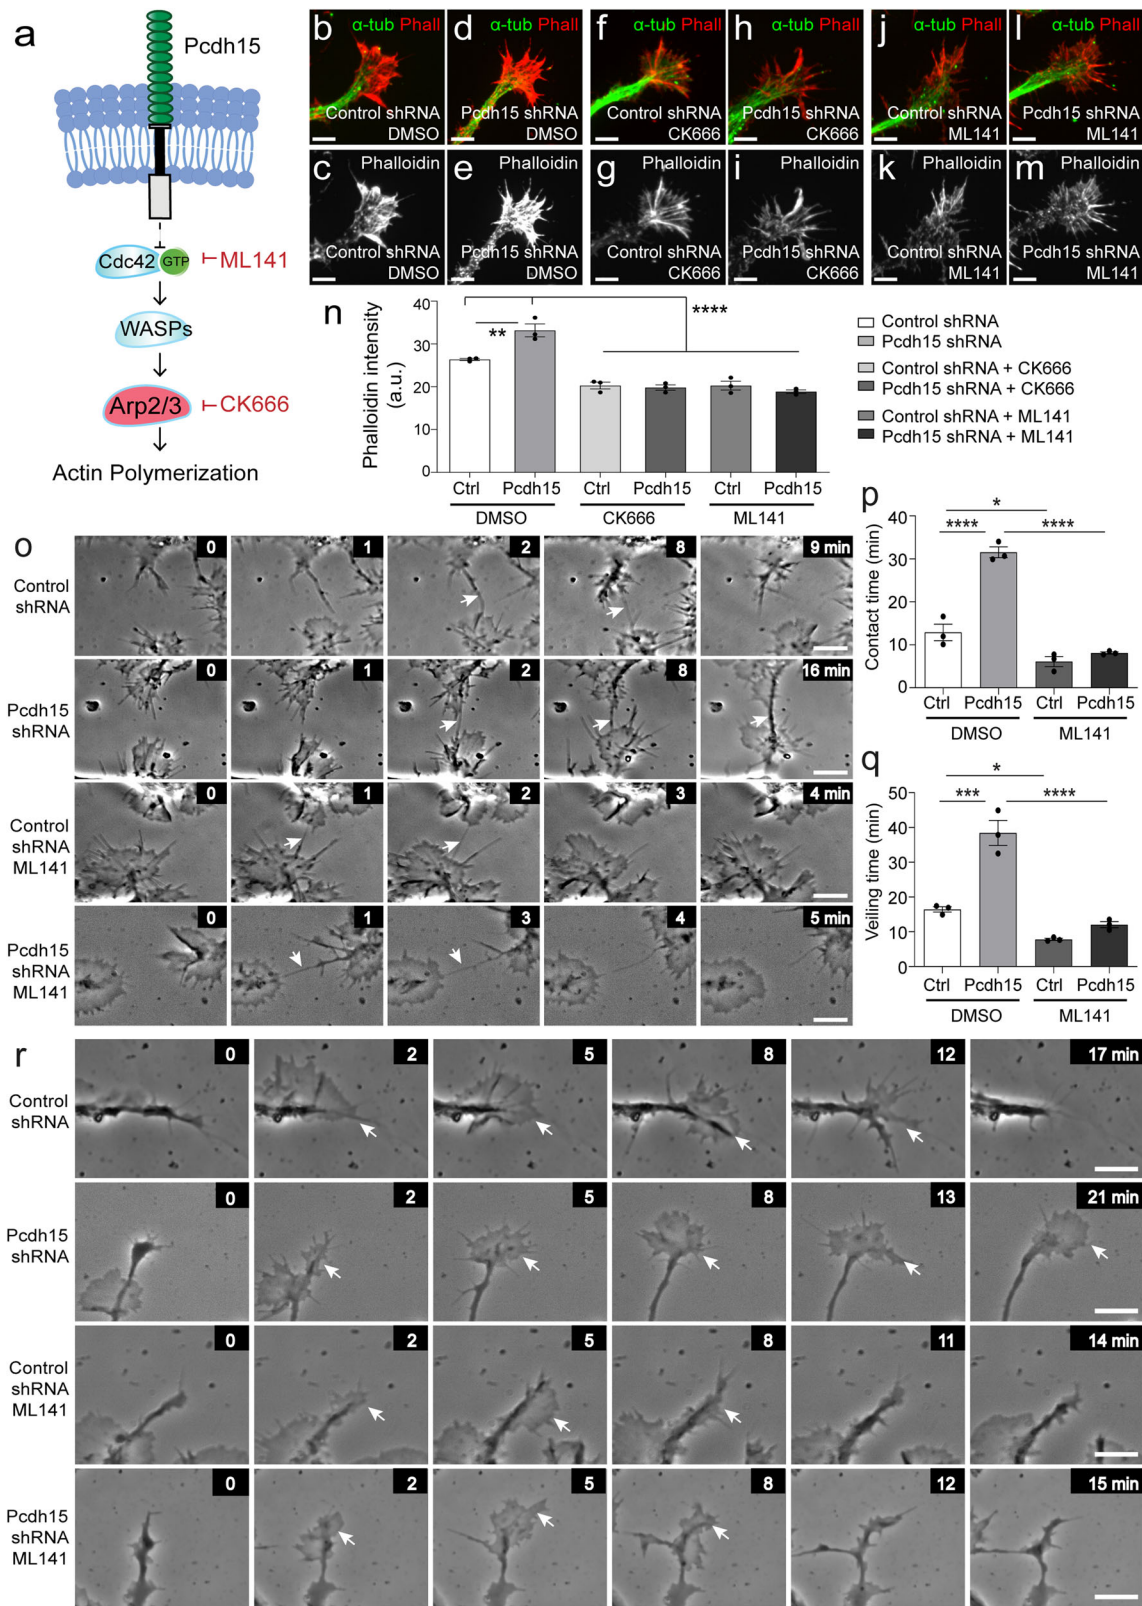 a
Pcdh15
Cdc42
GTP
ML141
WASPs
Arp2/3
CK666
Actin Polymerization
b
α-tub Phall
Control shRNA
DMSO
d
α-tub Phall
Pcdh15 shRNA
DMSO
f
α-tub Phall
Control shRNA
CK666
h
α-tub Phall
Pcdh15 shRNA
CK666
j
α-tub Phall
Control shRNA
ML141
l
α-tub Phall
Pcdh15 shRNA
ML141
c
Phalloidin
Control shRNA
DMSO
e
Phalloidin
Pcdh15 shRNA
DMSO
g
Phalloidin
Control shRNA
CK666
i
Phalloidin
Pcdh15 shRNA
CK666
k
Phalloidin
Control shRNA
ML141
m
Phalloidin
Pcdh15 shRNA
ML141
n
Phalloidin intensity
(a.u.)
40
30
20
10
0
**
****
Ctrl Pcdh15 Ctrl Pcdh15 Ctrl Pcdh15
DMSO CK666 ML141
Control shRNA
Pcdh15 shRNA
Control shRNA + CK666
Pcdh15 shRNA + CK666
Control shRNA + ML141
Pcdh15 shRNA + ML141
o
Control
shRNA
0 1 2 8 9 min
Pcdh15
shRNA
0 1 2 8 16 min
Control
shRNA
ML141
0 1 2 3 4 min
Pcdh15
shRNA
ML141
0 1 3 4 5 min
p
Contact time (min)
40
30
20
10
0
*
**** ****
Ctrl Pcdh15 Ctrl Pcdh15
DMSO ML141
q
Veiling time (min)
50
40
30
20
10
0
*
*** ****
Ctrl Pcdh15 Ctrl Pcdh15
DMSO ML141
r
Control
shRNA
0 2 5 8 12 17 min
Pcdh15
shRNA
0 2 5 8 13 21 min
Control
shRNA
ML141
0 2 5 8 11 14 min
Pcdh15
shRNA
ML141
0 2 5 8 12 15 min